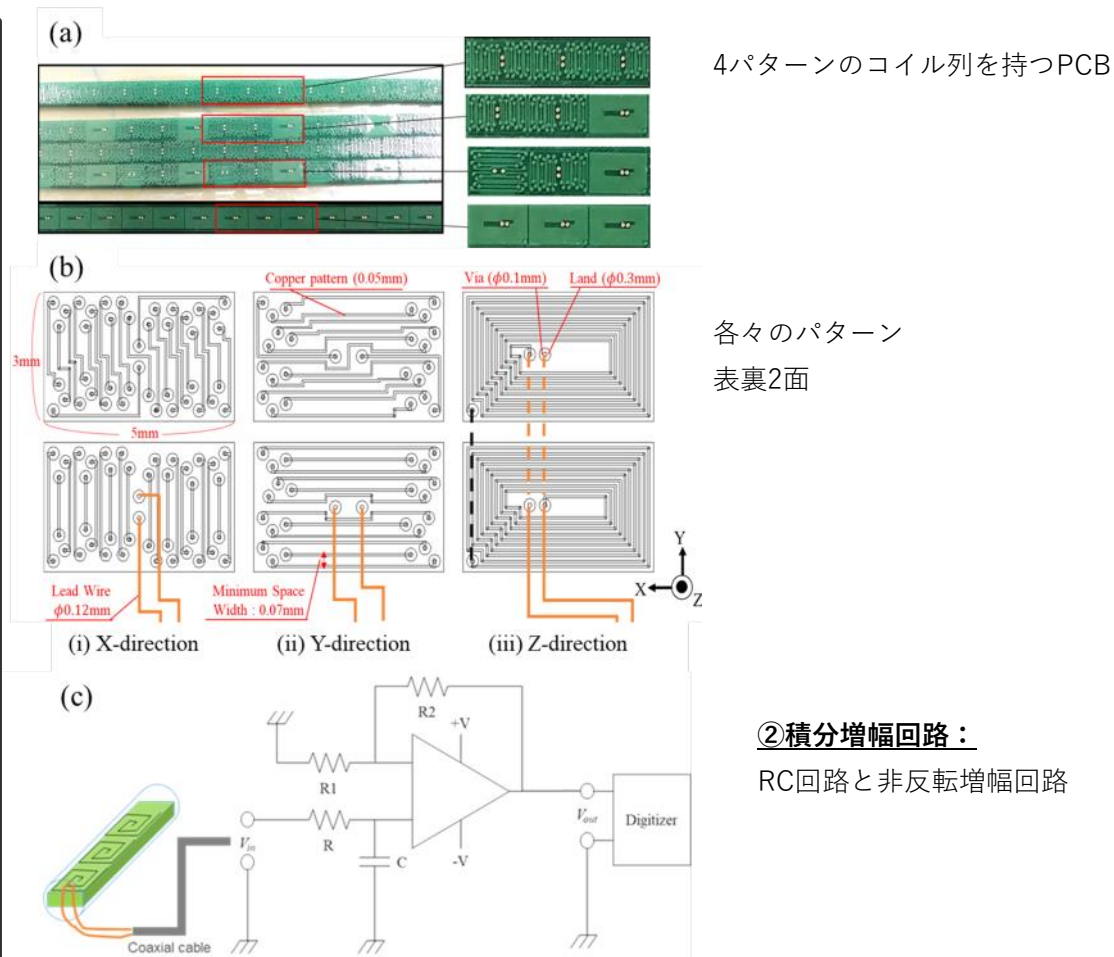 (a)
4パターンのコイル列を持つPCB
(b)
Copper pattern (0.05mm)
Via (ϕ0.1mm)
Land (ϕ0.3mm)
3mm
5mm
各々のパターン
表裏2面
Lead Wire
ϕ0.12mm
Minimum Space
Width : 0.07mm
Y
X
Z
(i) X-direction
(ii) Y-direction
(iii) Z-direction
(c)
R2
+V
R1
R
Vin
C
-V
Vout
Digitizer
Coaxial cable
②積分増幅回路：
RC回路と非反転増幅回路